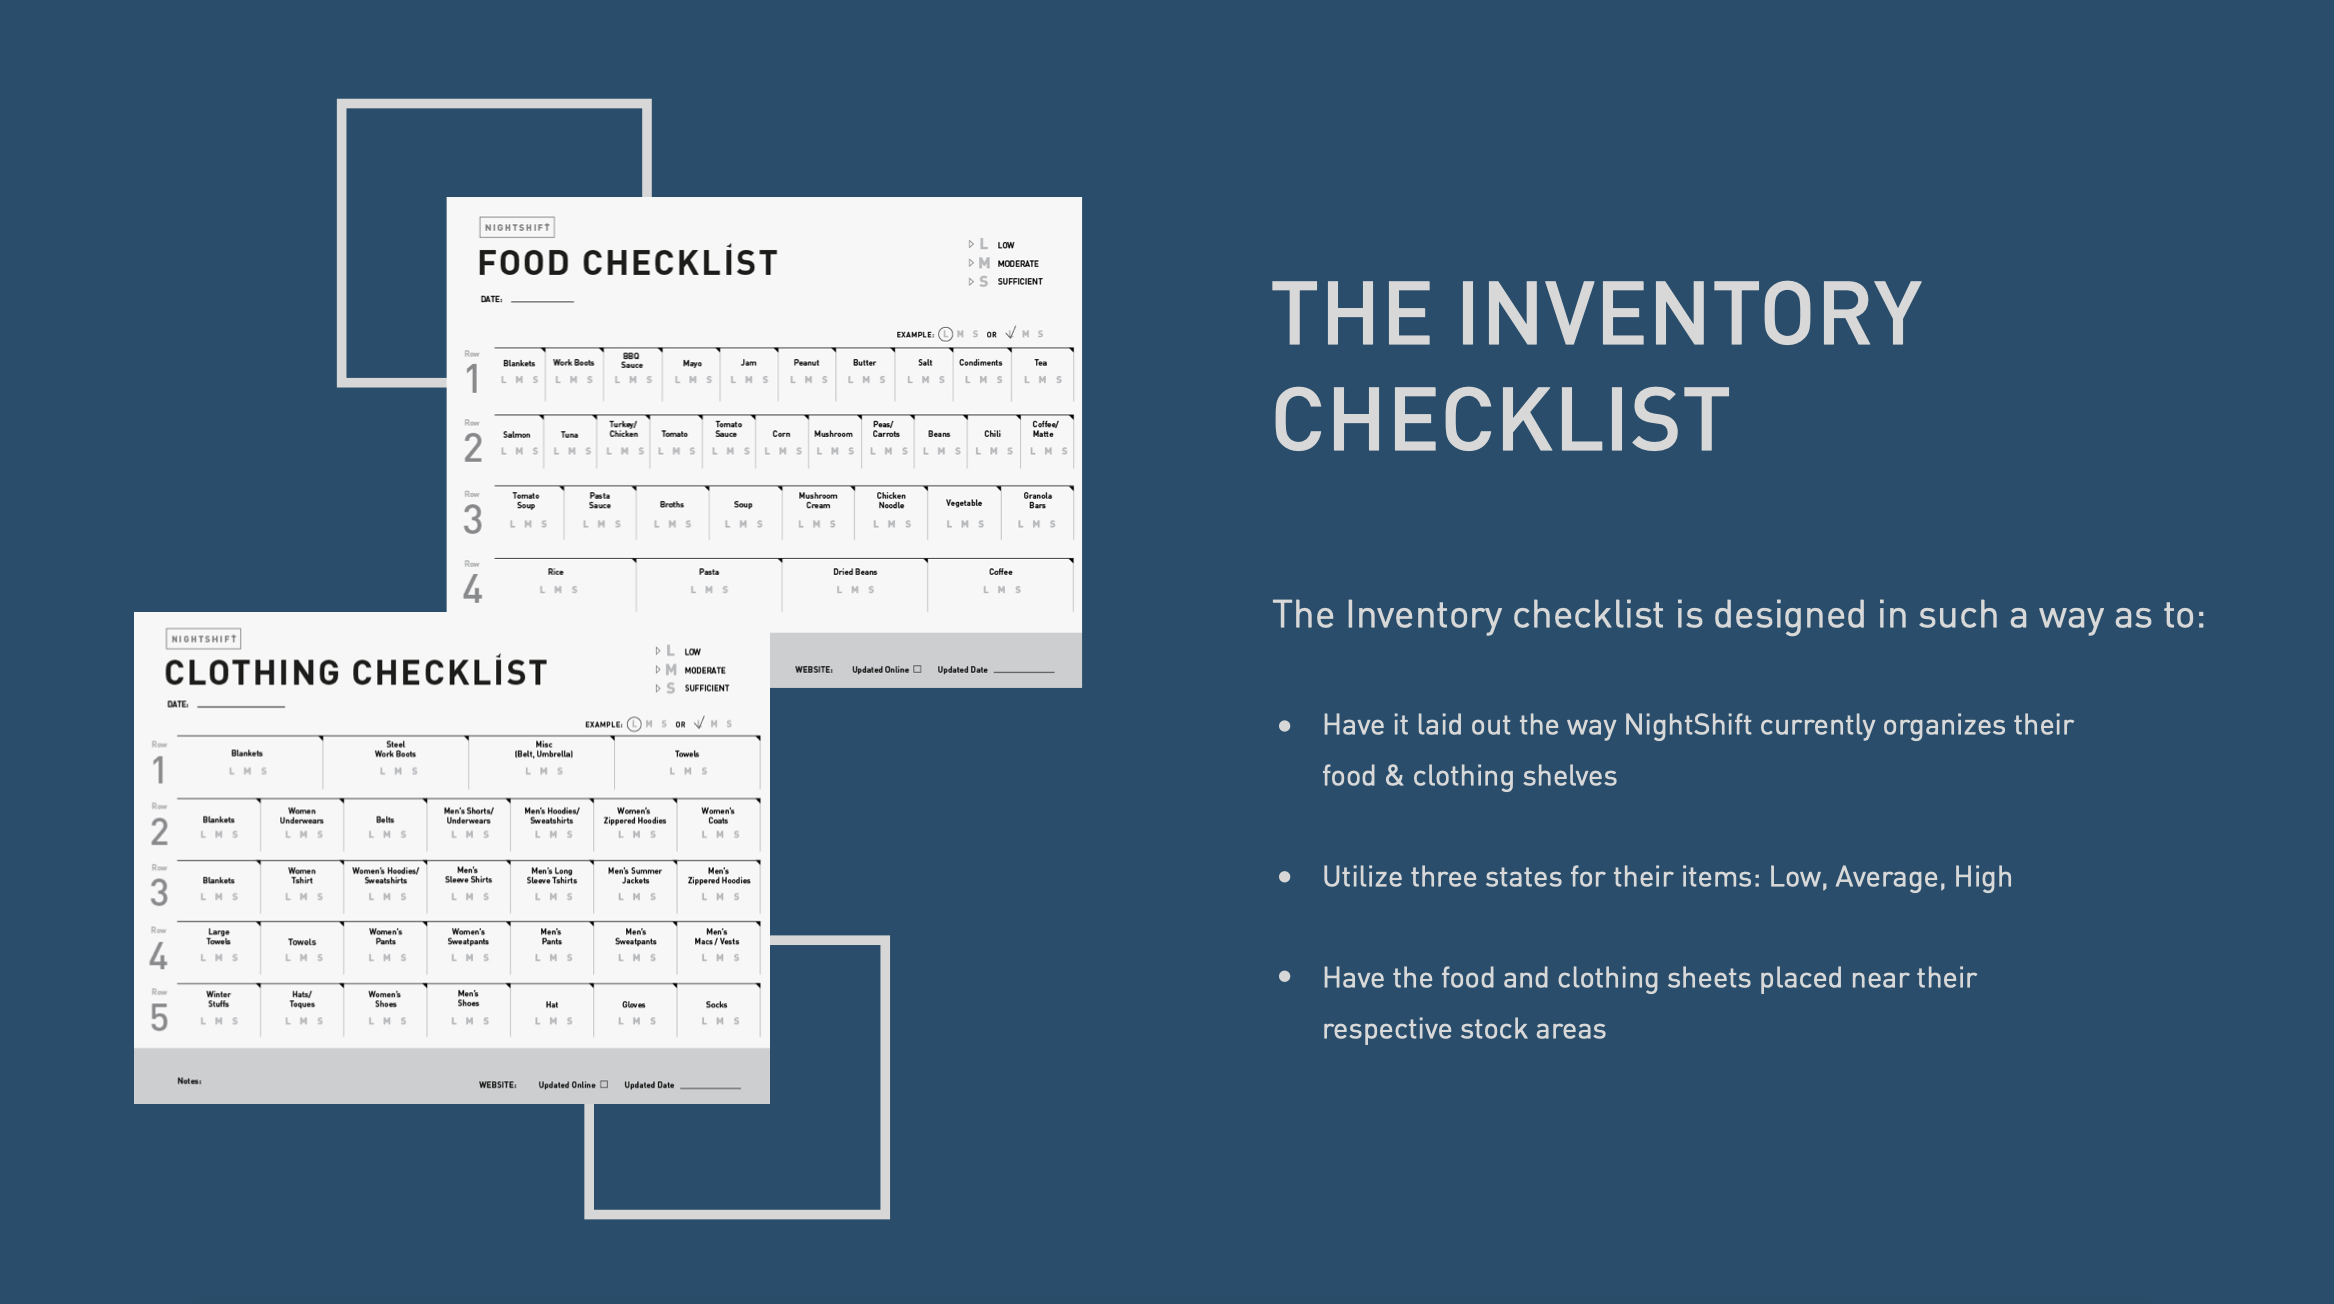 NIGHTSHIFT
FOOD CHECKLIST
DATE:
L LOW
M MODERATE
S SUFFICIENT
EXAMPLE: L M S OR L M S
Row
1
Blankets
Work Boots
BBQ
Sauce
Mayo
Jam
Peanut
Butter
Salt
Condiments
Tea
L M S L M S L M S L M S L M S L M S L M S L M S L M S L M S
Row
2
Salmon
Tuna
Turkey/
Chicken
Tomato
Tomato
Sauce
Corn
Mushroom
Peas/
Carrots
Beans
Chili
Coffee/
Matte
L M S L M S L M S L M S L M S L M S L M S L M S L M S L M S L M S
Row
3
Tomato
Soup
Pasta
Sauce
Broths
Soup
Mushroom
Cream
Chicken
Noodle
Vegetable
Granola
Bars
L M S L M S L M S L M S L M S L M S L M S L M S
Row
4
Rice
Pasta
Dried Beans
Coffee
L M S L M S L M S L M S
WEBSITE: Updated Online Updated Date
NIGHTSHIFT
CLOTHING CHECKLIST
DATE:
L LOW
M MODERATE
S SUFFICIENT
EXAMPLE: L M S OR L M S
Row
1
Blankets
Steel
Work Boots
Misc
(Belt, Umbrella)
Towels
L M S L M S L M S L M S
Row
2
Blankets
Women
Underwears
Belts
Men's Shorts/
Underwears
Men's Hoodies/
Sweatshirts
Women's
Zippered Hoodies
Women's
Coats
L M S L M S L M S L M S L M S L M S L M S
Row
3
Blankets
Women
Tshirt
Women's Hoodies/
Sweatshirts
Men's
Sleeve Shirts
Men's Long
Sleeve Tshirts
Men's Summer
Jackets
Men's
Zippered Hoodies
L M S L M S L M S L M S L M S L M S L M S
Row
4
Large
Towels
Towels
Women's
Pants
Women's
Sweatpants
Men's
Pants
Men's
Sweatpants
Men's
Macs / Vests
L M S L M S L M S L M S L M S L M S L M S
Row
5
Winter
Stuffs
Hats/
Toques
Women's
Shoes
Men's
Shoes
Hat
Gloves
Socks
L M S L M S L M S L M S L M S L M S L M S
Notes:
WEBSITE: Updated Online Updated Date
THE INVENTORY
CHECKLIST
The Inventory checklist is designed in such a way as to:
• Have it laid out the way NightShift currently organizes their
food & clothing shelves
• Utilize three states for their items: Low, Average, High
• Have the food and clothing sheets placed near their
respective stock areas